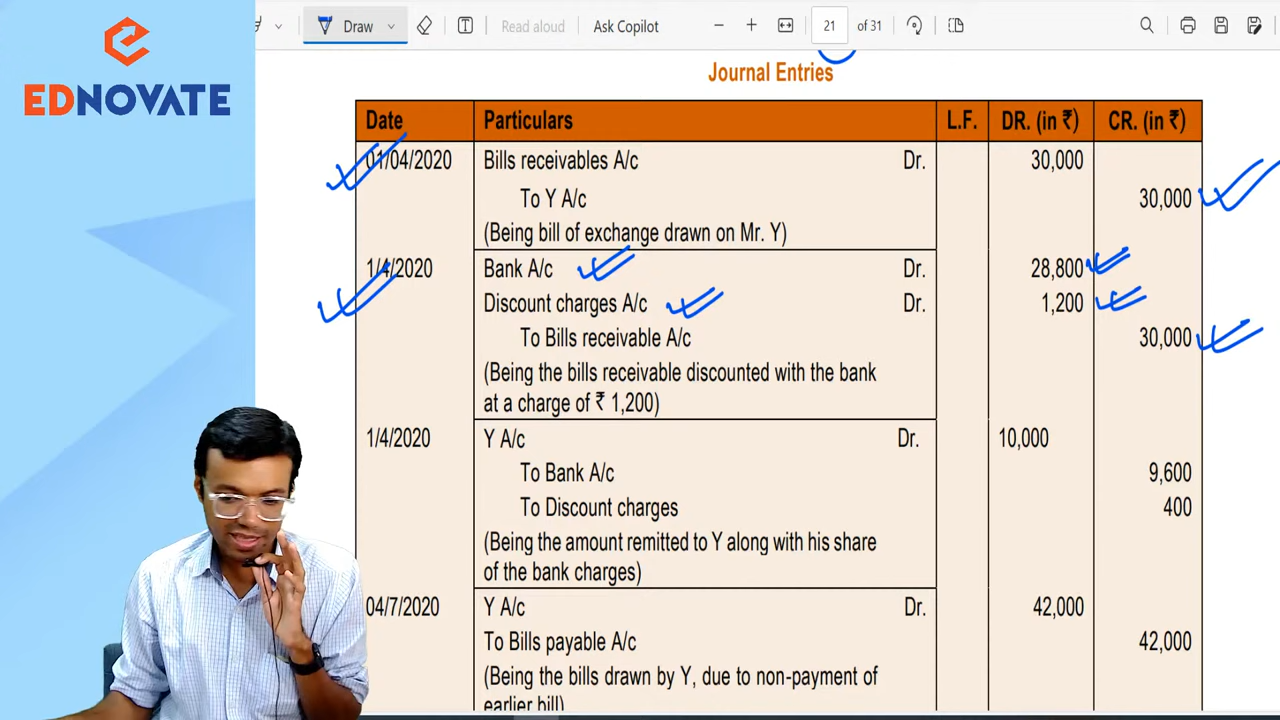 Draw
Read aloud
Ask Copilot
21 of 31
EDNOVATE
Journal Entries
Date Particulars L.F. DR. (in ₹) CR. (in ₹)
01/04/2020 Bills receivables A/c Dr. 30,000
To Y A/c 30,000
(Being bill of exchange drawn on Mr. Y)
1/4/2020 Bank A/c Dr. 28,800
Discount charges A/c Dr. 1,200
To Bills receivable A/c 30,000
(Being the bills receivable discounted with the bank
at a charge of ₹ 1,200)
1/4/2020 Y A/c Dr. 10,000
To Bank A/c 9,600
To Discount charges 400
(Being the amount remitted to Y along with his share
of the bank charges)
04/7/2020 Y A/c Dr. 42,000
To Bills payable A/c 42,000
(Being the bills drawn by Y, due to non-payment of
earlier bill)